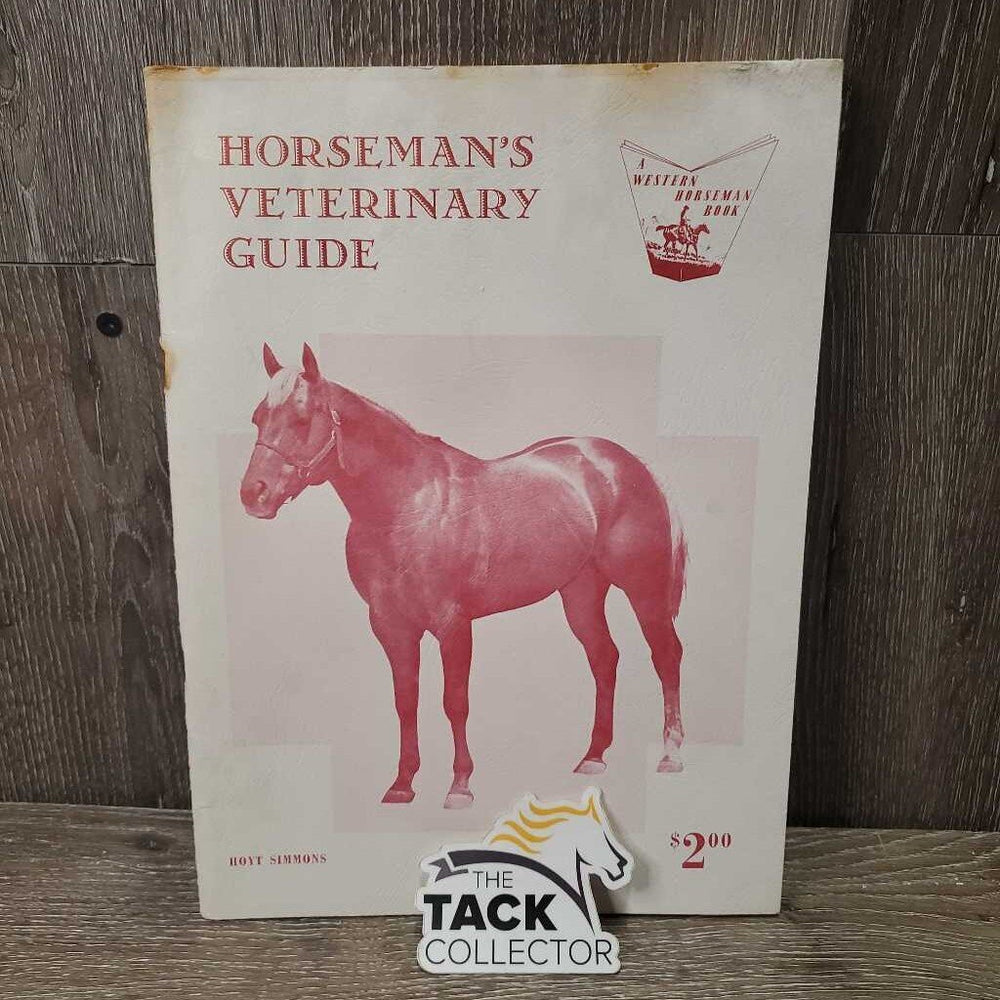 HORSEMAN'S
VETERINARY
GUIDE
A
WESTERN
HORSEMAN
BOOK
HOYT SIMMONS
$2.00
THE
TACK
COLLECTOR